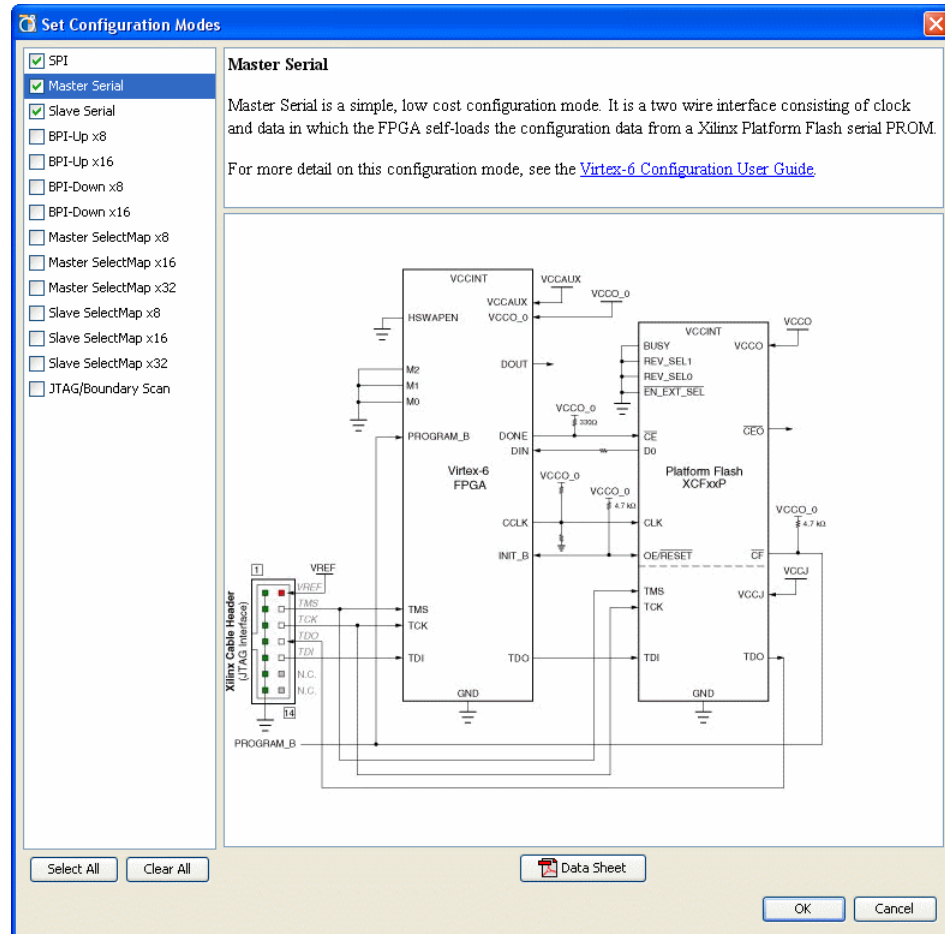 Set Configuration Modes
SPI
Master Serial
Slave Serial
BPI-Up x8
BPI-Up x16
BPI-Down x8
BPI-Down x16
Master SelectMap x8
Master SelectMap x16
Master SelectMap x32
Slave SelectMap x8
Slave SelectMap x16
Slave SelectMap x32
JTAG/Boundary Scan
Select All
Clear All
Master Serial
Master Serial is a simple, low cost configuration mode. It is a two wire interface consisting of clock
and data in which the FPGA self-loads the configuration data from a Xilinx Platform Flash serial PROM.
For more detail on this configuration mode, see the Virtex-6 Configuration User Guide.
VCCINT
VCCAUX
VCCAUX
VCCO_0
HSWAPEN
VCCO_0
DOUT
M2
M1
M0
PROGRAM_B
DONE
DIN
Virtex-6
FPGA
CCLK
INIT_B
TMS
TCK
TDI
TDO
GND
VCCO_0
330Ω
VCCO_0
VCCO_0
4.7 kΩ
VCCINT
VCCO
BUSY
VCCO
REV_SEL1
REV_SEL0
EN_EXT_SEL
CE
CEO
D0
Platform Flash
XCFxxP
VCCO_0
4.7 kΩ
CLK
OE/RESET
CF
VCCJ
VCCJ
TMS
TCK
TDI
TDO
GND
Xilinx Cable Header
(JTAG Interface)
1
VREF
VREF
TMS
TCK
TDO
TDI
N.C.
N.C.
14
PROGRAM_B
Data Sheet
OK
Cancel